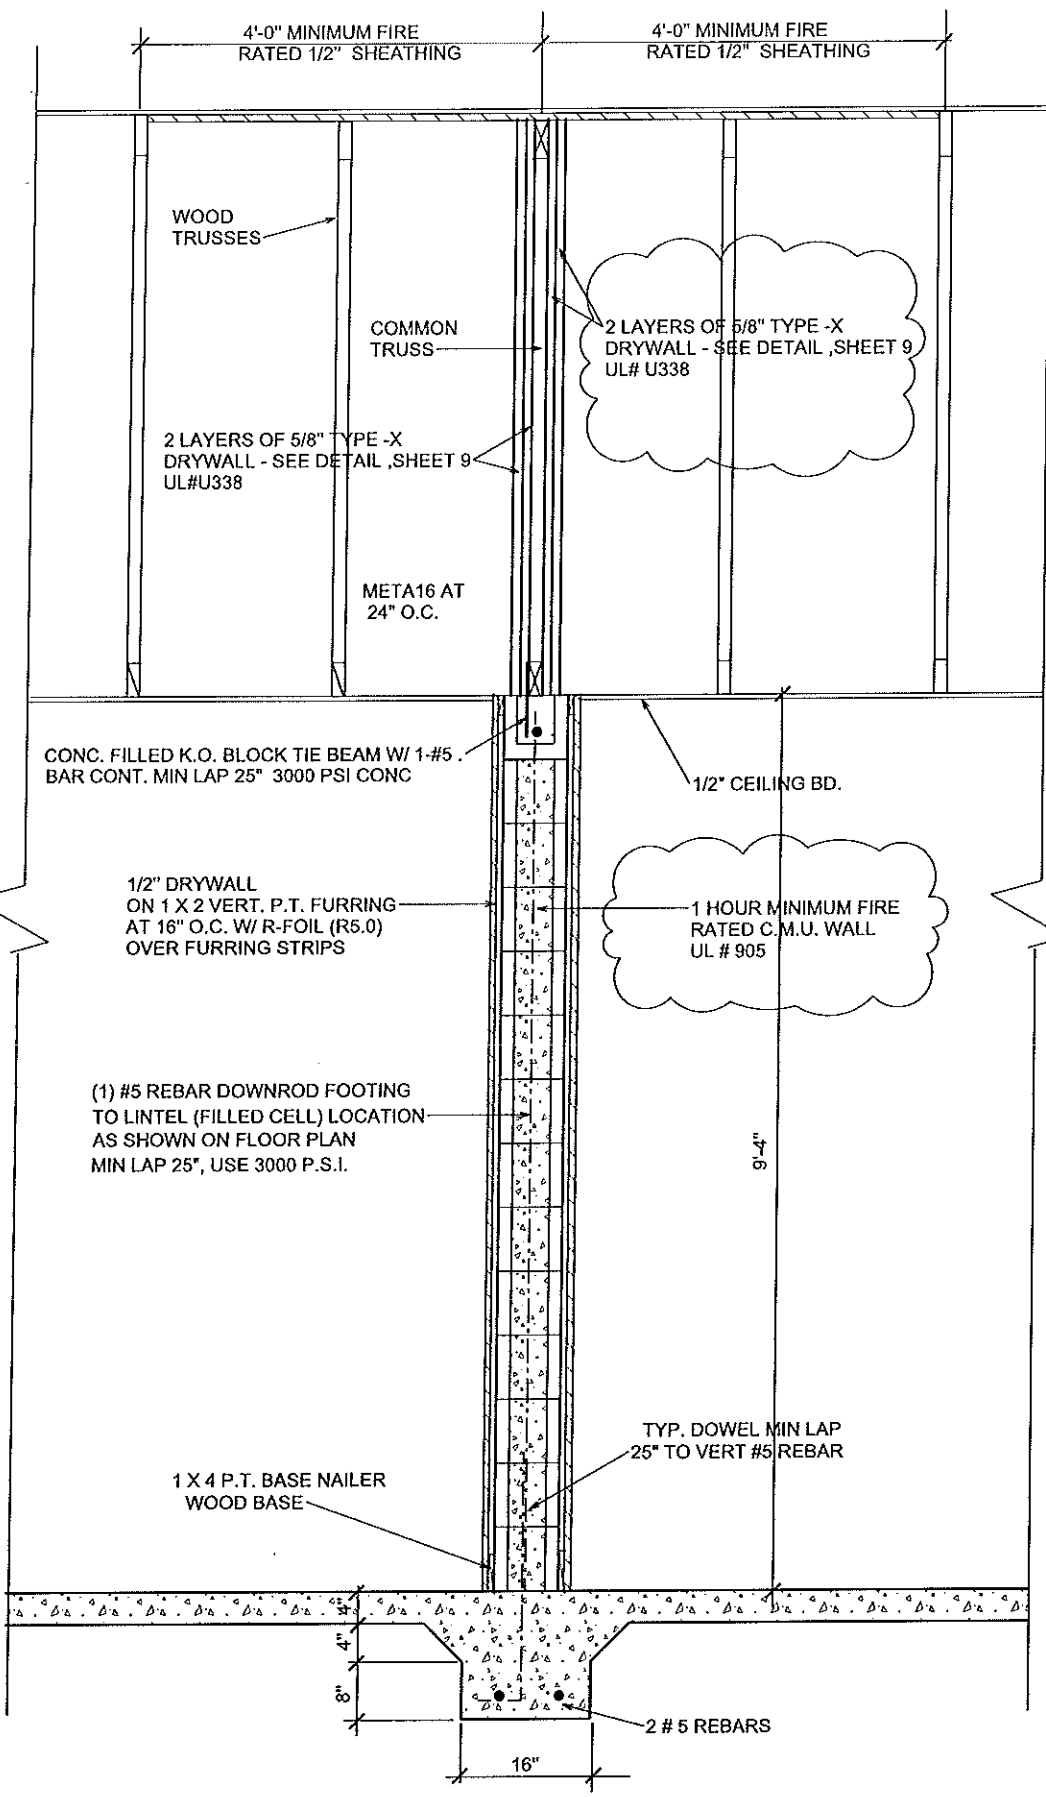 4'-0" MINIMUM FIRE
RATED 1/2" SHEATHING
4'-0" MINIMUM FIRE
RATED 1/2" SHEATHING
WOOD
TRUSSES
COMMON
TRUSS
2 LAYERS OF 5/8" TYPE -X
DRYWALL - SEE DETAIL ,SHEET 9
UL# U338
2 LAYERS OF 5/8" TYPE -X
DRYWALL - SEE DETAIL ,SHEET 9
UL#U338
META16 AT
24" O.C.
CONC. FILLED K.O. BLOCK TIE BEAM W/ 1-#5 .
BAR CONT. MIN LAP 25" 3000 PSI CONC
1/2" CEILING BD.
1/2" DRYWALL
ON 1 X 2 VERT. P.T. FURRING
AT 16" O.C. W/ R-FOIL (R5.0)
OVER FURRING STRIPS
1 HOUR MINIMUM FIRE
RATED C.M.U. WALL
UL # 905
(1) #5 REBAR DOWNROD FOOTING
TO LINTEL (FILLED CELL) LOCATION
AS SHOWN ON FLOOR PLAN
MIN LAP 25", USE 3000 P.S.I.
9'-4"
TYP. DOWEL MIN LAP
25" TO VERT #5 REBAR
1 X 4 P.T. BASE NAILER
WOOD BASE
4"
4"
8"
2 # 5 REBARS
16"